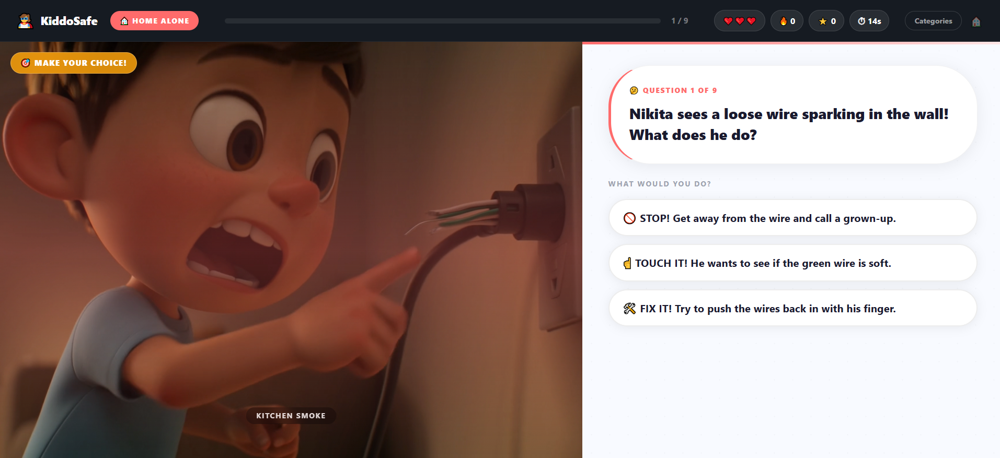 KiddoSafe
HOME ALONE
1 / 9
0
0
14s
Categories
MAKE YOUR CHOICE!
KITCHEN SMOKE
QUESTION 1 OF 9
Nikita sees a loose wire sparking in the wall!
What does he do?
WHAT WOULD YOU DO?
STOP! Get away from the wire and call a grown-up.
TOUCH IT! He wants to see if the green wire is soft.
FIX IT! Try to push the wires back in with his finger.